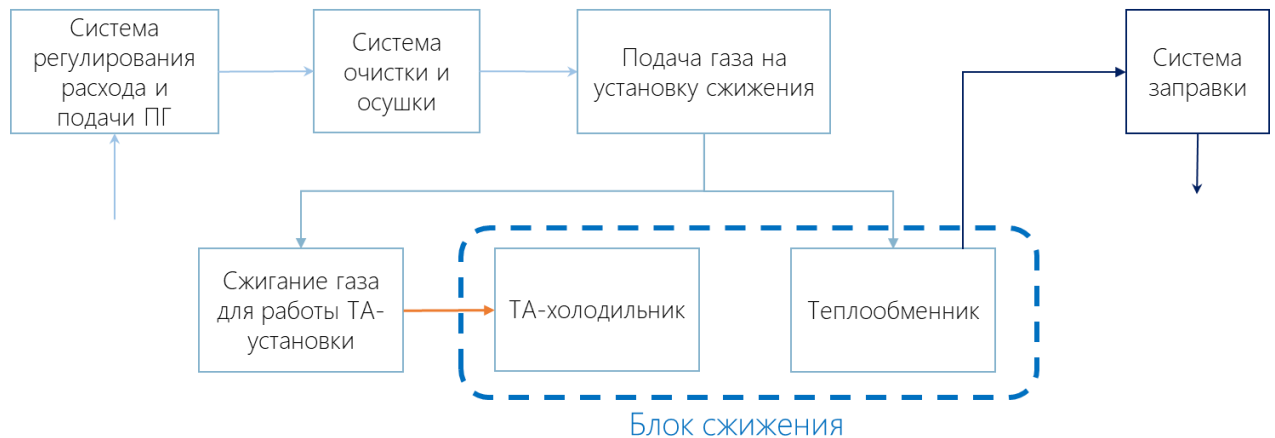 Система
регулирования
расхода и
подачи ПГ
Система
очистки и
осушки
Подача газа на
установку сжижения
Система
заправки
Сжигание газа
для работы ТА-
установки
ТА-холодильник
Теплообменник
Блок сжижения